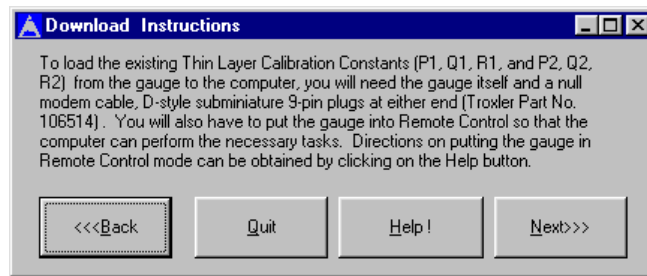 Download Instructions
To load the existing Thin Layer Calibration Constants (P1, Q1, R1, and P2, Q2,
R2) from the gauge to the computer, you will need the gauge itself and a null
modem cable, D-style subminiature 9-pin plugs at either end (Troxler Part No.
106514) . You will also have to put the gauge into Remote Control so that the
computer can perform the necessary tasks. Directions on putting the gauge in
Remote Control mode can be obtained by clicking on the Help button.
<<<Back Quit Help ! Next>>>